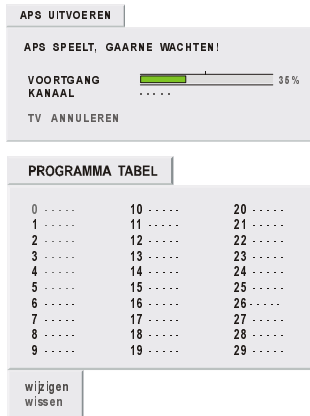 APS UITVOEREN
APS SPEELT, GAARNE WACHTEN!
VOORTGANG 35%
KANAAL - - - - -
TV ANNULEREN
PROGRAMMA TABEL
0 - - - - - 10 - - - - - 20 - - - - -
1 - - - - - 11 - - - - - 21 - - - - -
2 - - - - - 12 - - - - - 22 - - - - -
3 - - - - - 13 - - - - - 23 - - - - -
4 - - - - - 14 - - - - - 24 - - - - -
5 - - - - - 15 - - - - - 25 - - - - -
6 - - - - - 16 - - - - - 26 - - - - -
7 - - - - - 17 - - - - - 27 - - - - -
8 - - - - - 18 - - - - - 28 - - - - -
9 - - - - - 19 - - - - - 29 - - - - -
wijzigen
wissen